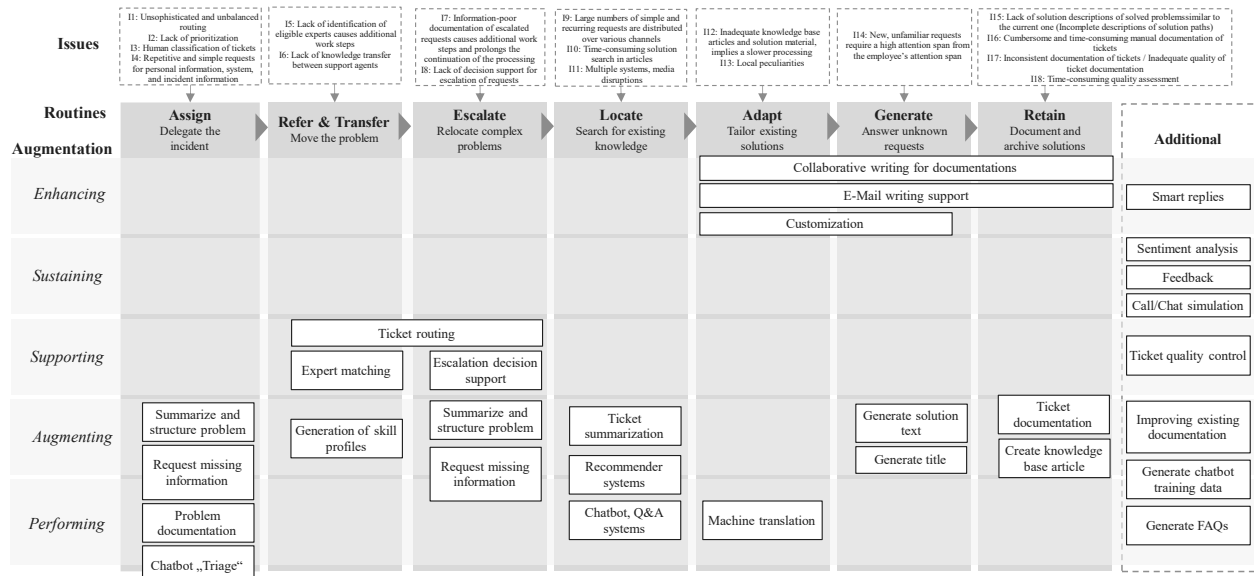 Issues
I1: Unsophisticated and unbalanced
routing
I2: Lack of prioritization
I3: Human classification of tickets
I4: Repetitive and simple requests
for personal information, system,
and incident information
I5: Lack of identification of
eligible experts causes additional
work steps
I6: Lack of knowledge transfer
between support agents
I7: Information-poor
documentation of escalated
requests causes additional work
steps and prolongs the
continuation of the processing
I8: Lack of decision support for
escalation of requests
I9: Large numbers of simple and
recurring requests are distributed
over various channels
I10: Time-consuming solution
search in articles
I11: Multiple systems, media
disruptions
I12: Inadequate knowledge base
articles and solution material,
implies a slower processing
I13: Local peculiarities
I14: New, unfamiliar requests
require a high attention span from
the employee's attention span
I15: Lack of solution descriptions of solved problemssimilar to
the current one (Incomplete descriptions of solution paths)
I16: Cumbersome and time-consuming manual documentation of
tickets
I17: Inconsistent documentation of tickets / Inadequate quality of
ticket documentation
I18: Time-consuming quality assessment
Routines
Augmentation
Assign
Delegate the
incident
Refer & Transfer
Move the problem
Escalate
Relocate complex
problems
Locate
Search for existing
knowledge
Adapt
Tailor existing
solutions
Generate
Answer unknown
requests
Retain
Document and
archive solutions
Additional
Enhancing
Collaborative writing for documentations
E-Mail writing support
Customization
Smart replies
Sustaining
Sentiment analysis
Feedback
Call/Chat simulation
Supporting
Ticket routing
Expert matching
Escalation decision
support
Ticket quality control
Augmenting
Summarize and
structure problem
Request missing
information
Generation of skill
profiles
Summarize and
structure problem
Request missing
information
Ticket
summarization
Recommender
systems
Generate solution
text
Generate title
Ticket
documentation
Create knowledge
base article
Improving existing
documentation
Generate chatbot
training data
Performing
Problem
documentation
Chatbot „Triage“
Chatbot, Q&A
systems
Machine translation
Generate FAQs